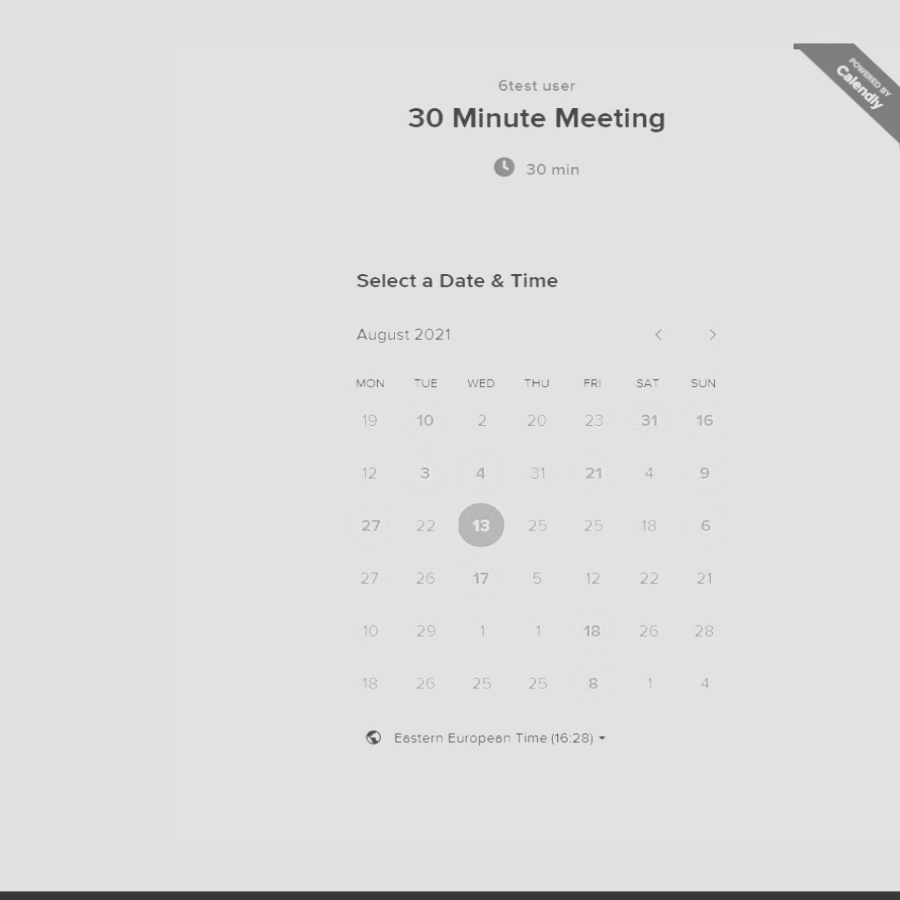 POWERED BY
Calendly
6test user
30 Minute Meeting
30 min
Select a Date & Time
August 2021
MON TUE WED THU FRI SAT SUN
19 10 2 20 23 31 16
12 3 4 31 21 4 9
27 22 13 25 25 18 6
27 26 17 5 12 22 21
10 29 1 1 18 26 28
18 26 25 25 8 1 4
Eastern European Time (16:28)